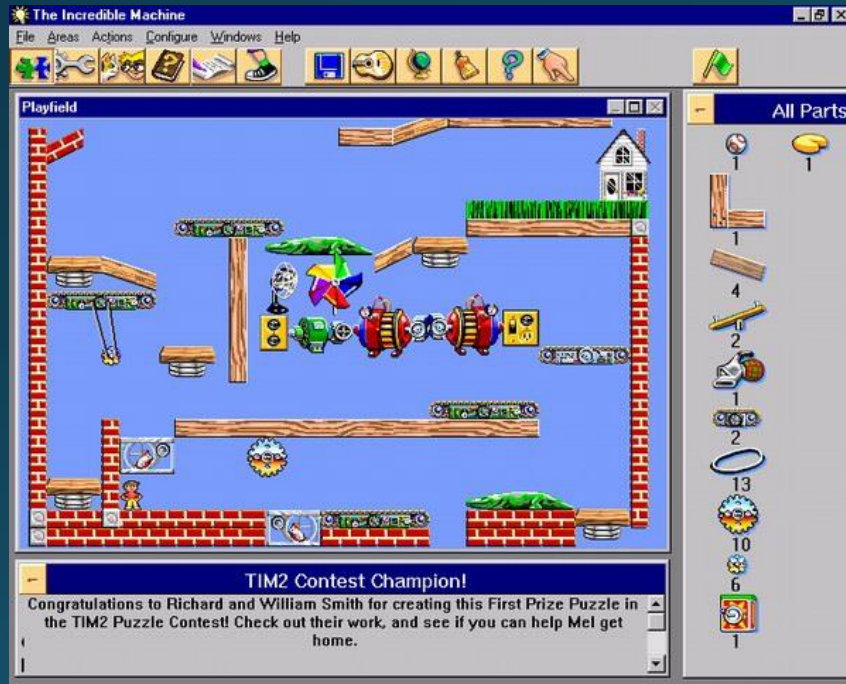 The Incredible Machine
File Areas Actions Configure Windows Help
Playfield
All Parts
1 1
1
4
2
1
2
13
10
6
1
TIM2 Contest Champion!
Congratulations to Richard and William Smith for creating this First Prize Puzzle in
the TIM2 Puzzle Contest! Check out their work, and see if you can help Mel get
home.